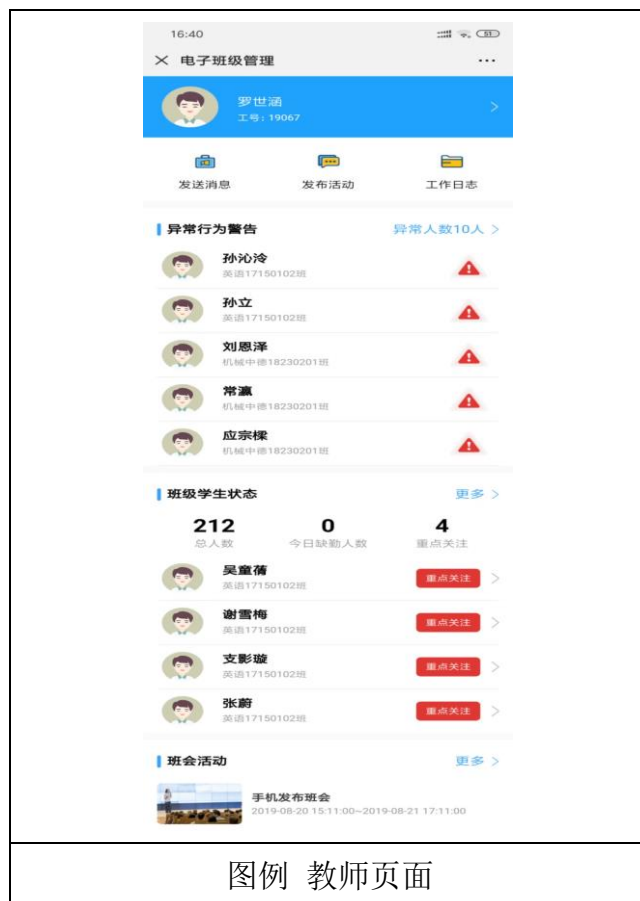 16:40
51
电子班级管理
罗世涵
工号：19067
发送消息 发布活动 工作日志
异常行为警告 异常人数10人
孙沁泠
英语17150102班
孙立
英语17150102班
刘恩泽
机械中德18230201班
常瀛
机械中德18230201班
应宗檪
机械中德18230201班
班级学生状态 更多
212 0 4
总人数 今日缺勤人数 重点关注
吴童蒨
英语17150102班
重点关注
谢雪梅
英语17150102班
重点关注
支影璇
英语17150102班
重点关注
张蔚
英语17150102班
重点关注
班会活动 更多
手机发布班会
2019-08-20 15:11:00~2019-08-21 17:11:00
图例 教师页面